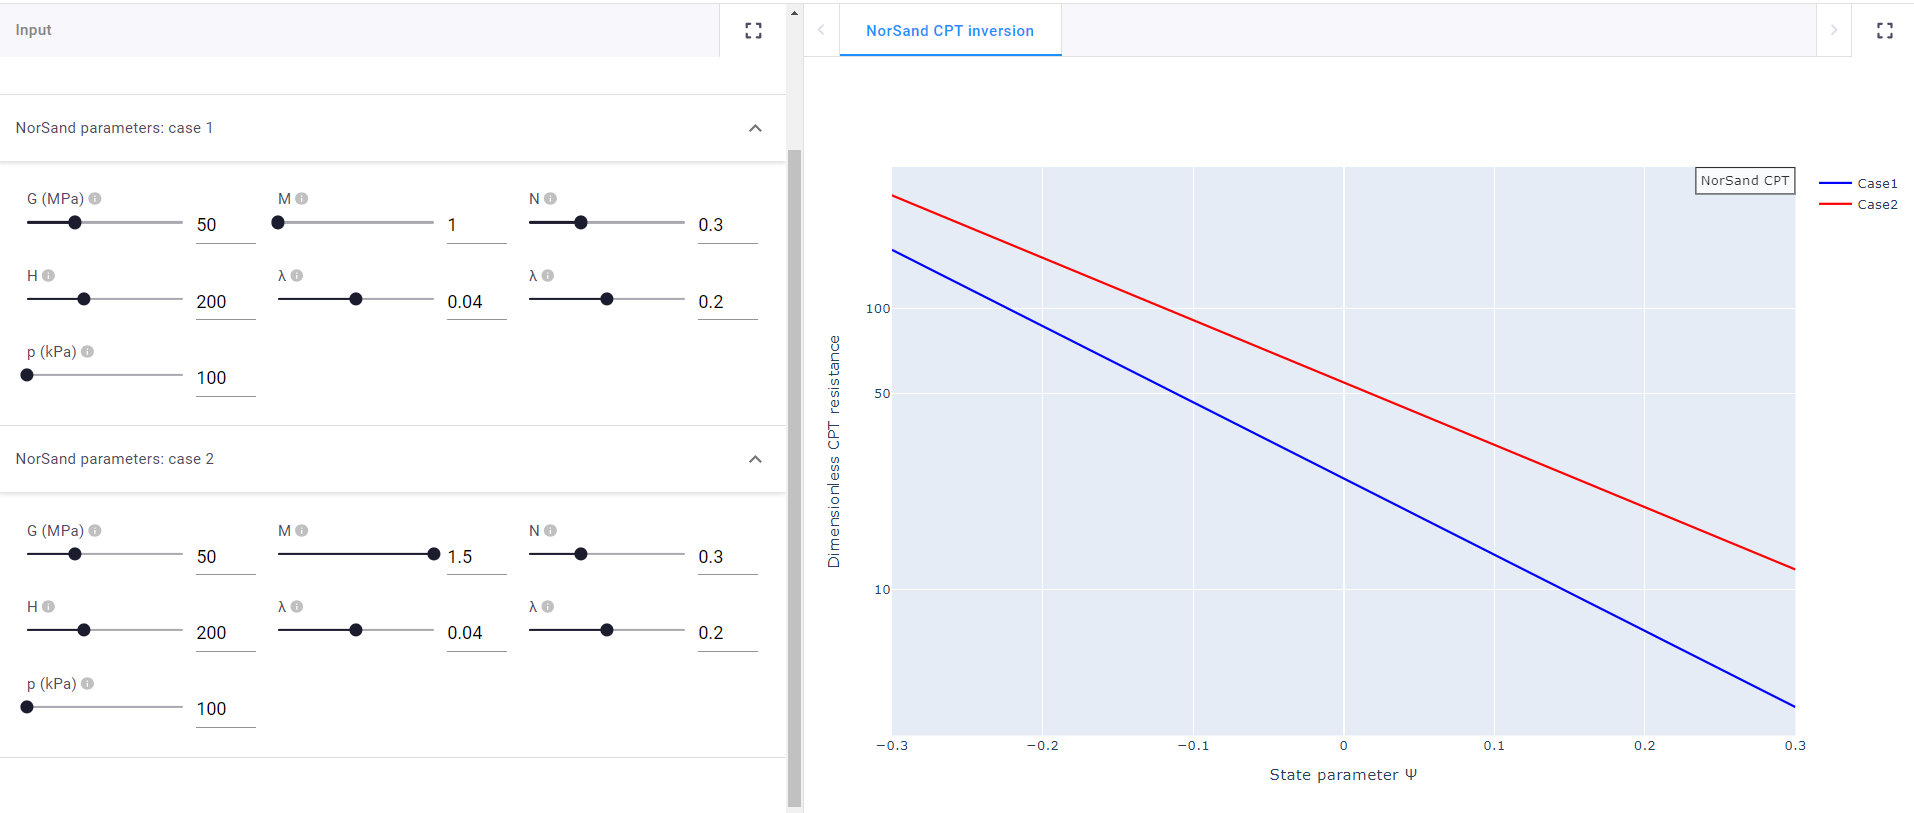 Input
NorSand parameters: case 1
G (MPa)
50
M
1
N
0.3
H
200
λ
0.04
λ
0.2
p (kPa)
100
NorSand parameters: case 2
G (MPa)
50
M
1.5
N
0.3
H
200
λ
0.04
λ
0.2
p (kPa)
100
NorSand CPT inversion
NorSand CPT
Case1
Case2
Dimensionless CPT resistance
100
50
10
−0.3
−0.2
−0.1
0
0.1
0.2
0.3
State parameter Ψ